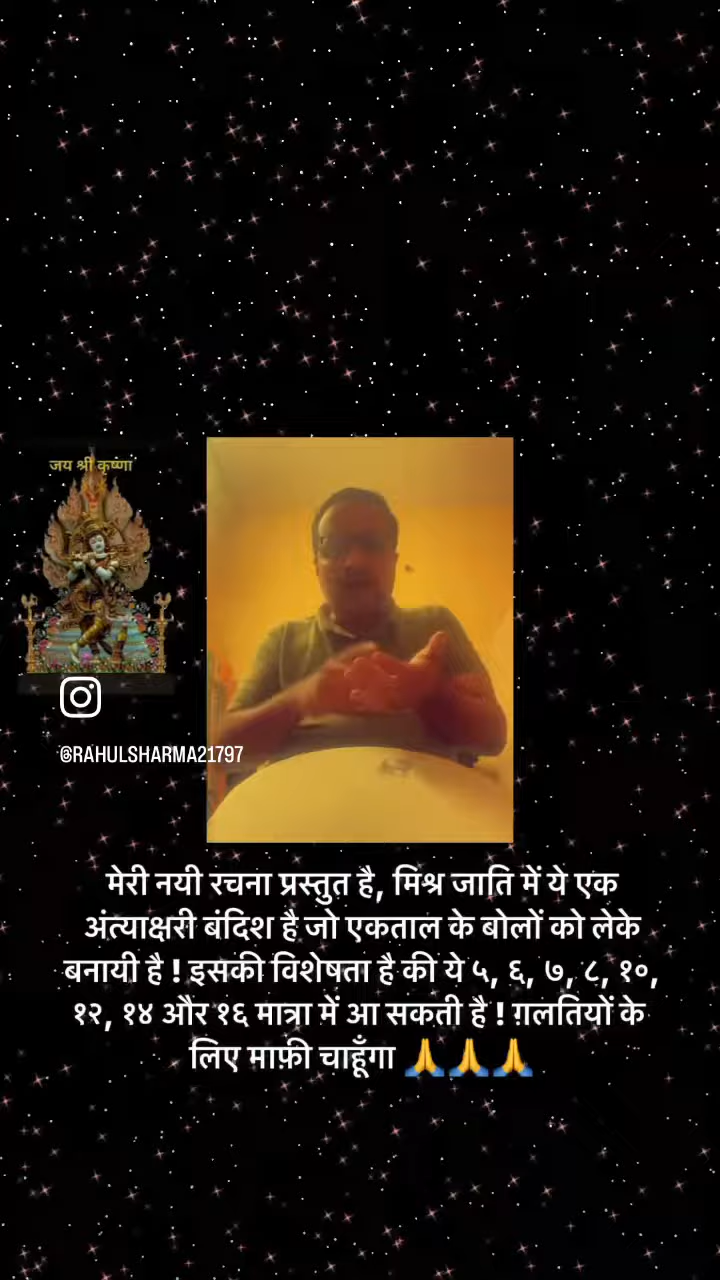 जय श्री कृष्णा
@RAHULSHARMA21797
मेरी नयी रचना प्रस्तुत है, मिश्र जाति में ये एक
अंत्याक्षरी बंदिश है जो एकताल के बोलों को लेके
बनायी है ! इसकी विशेषता है की ये ५, ६, ७, ८, १०,
१२, १४ और १६ मात्रा में आ सकती है ! ग़लतियों के
लिए माफ़ी चाहूँगा 🙏🙏🙏